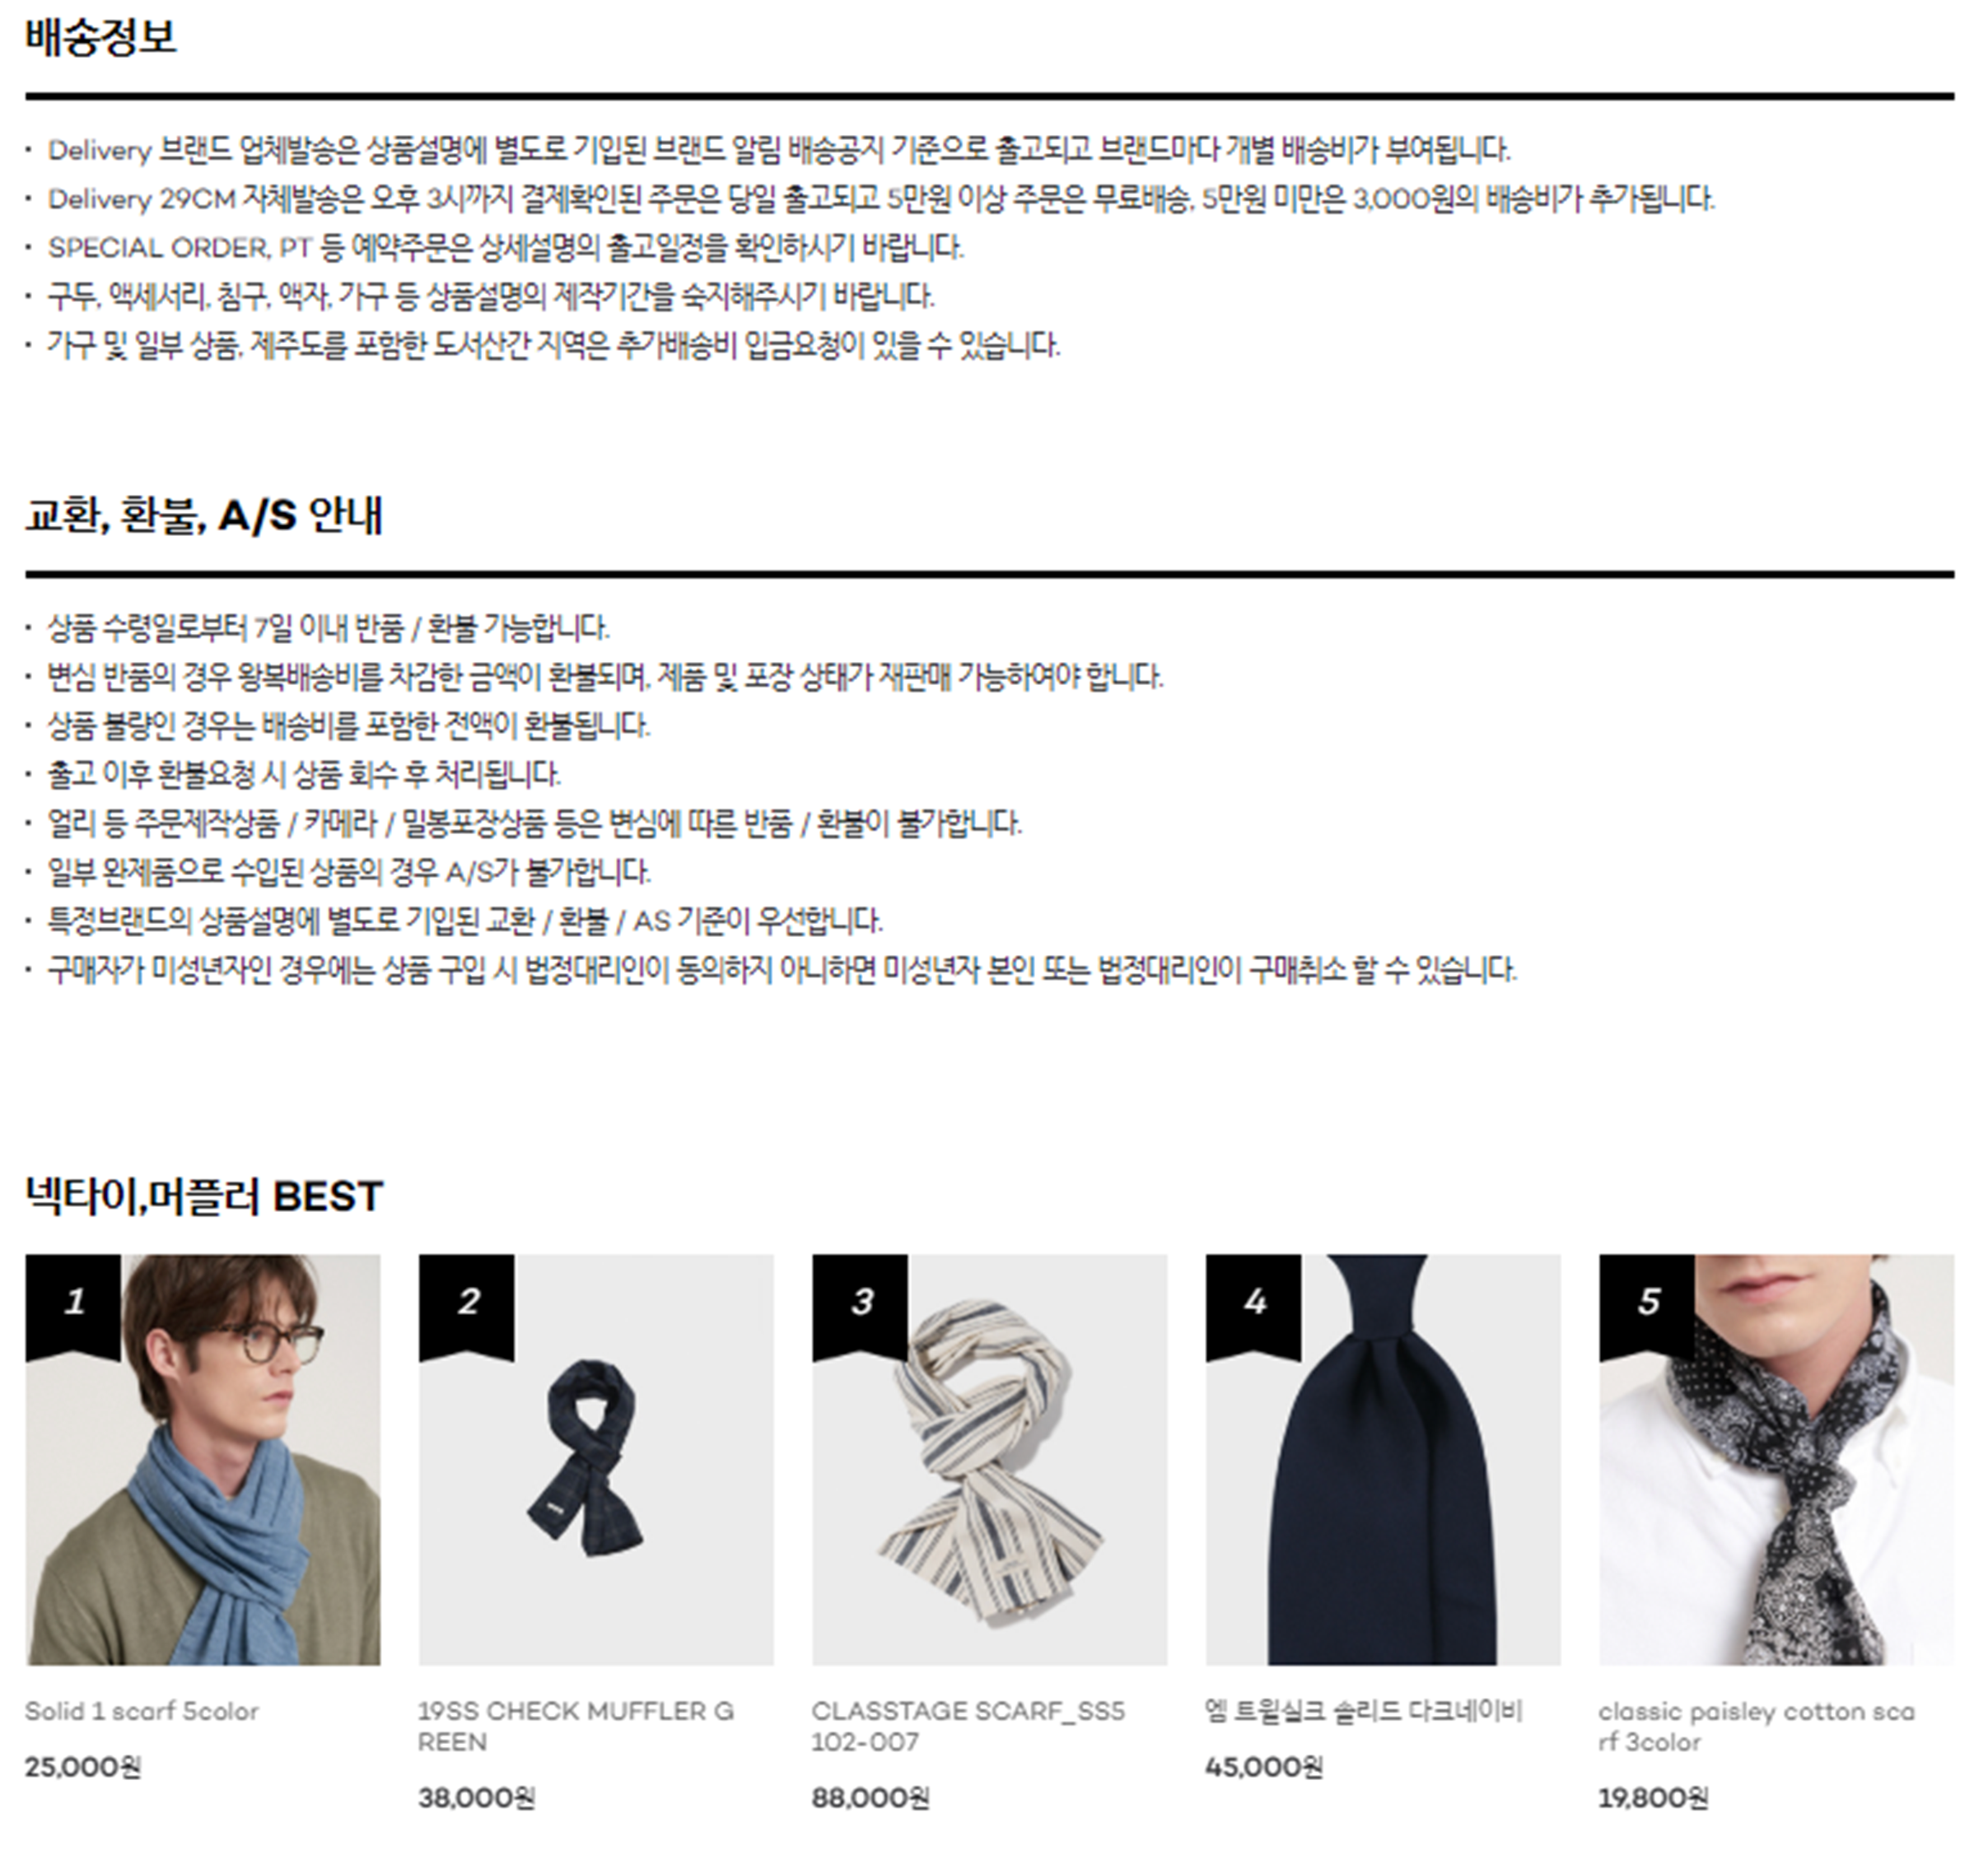 배송정보
· Delivery 브랜드 업체발송은 상품설명에 별도로 기입된 브랜드 알림 배송공지 기준으로 출고되고 브랜드마다 개별 배송비가 부여됩니다.
· Delivery 29CM 자체발송은 오후 3시까지 결제확인된 주문은 당일 출고되고 5만원 이상 주문은 무료배송, 5만원 미만은 3,000원의 배송비가 추가됩니다.
· SPECIAL ORDER, PT 등 예약주문은 상세설명의 출고일정을 확인하시기 바랍니다.
· 구두, 액세서리, 침구, 액자, 가구 등 상품설명의 제작기간을 숙지해주시기 바랍니다.
· 가구 및 일부 상품, 제주도를 포함한 도서산간 지역은 추가배송비 입금요청이 있을 수 있습니다.
교환, 환불, A/S 안내
· 상품 수령일로부터 7일 이내 반품 / 환불 가능합니다.
· 변심 반품의 경우 왕복배송비를 차감한 금액이 환불되며, 제품 및 포장 상태가 재판매 가능하여야 합니다.
· 상품 불량인 경우는 배송비를 포함한 전액이 환불됩니다.
· 출고 이후 환불요청 시 상품 회수 후 처리됩니다.
· 얼리 등 주문제작상품 / 카메라 / 밀봉포장상품 등은 변심에 따른 반품 / 환불이 불가합니다.
· 일부 완제품으로 수입된 상품의 경우 A/S가 불가합니다.
· 특정브랜드의 상품설명에 별도로 기입된 교환 / 환불 / AS 기준이 우선합니다.
· 구매자가 미성년자인 경우에는 상품 구입 시 법정대리인이 동의하지 아니하면 미성년자 본인 또는 법정대리인이 구매취소 할 수 있습니다.
넥타이,머플러 BEST
1
2
3
4
5
Solid 1 scarf 5color
25,000원
19SS CHECK MUFFLER G
REEN
38,000원
CLASSTAGE SCARF_SS5
102-007
88,000원
엠 트윌실크 솔리드 다크네이비
45,000원
classic paisley cotton sca
rf 3color
19,800원